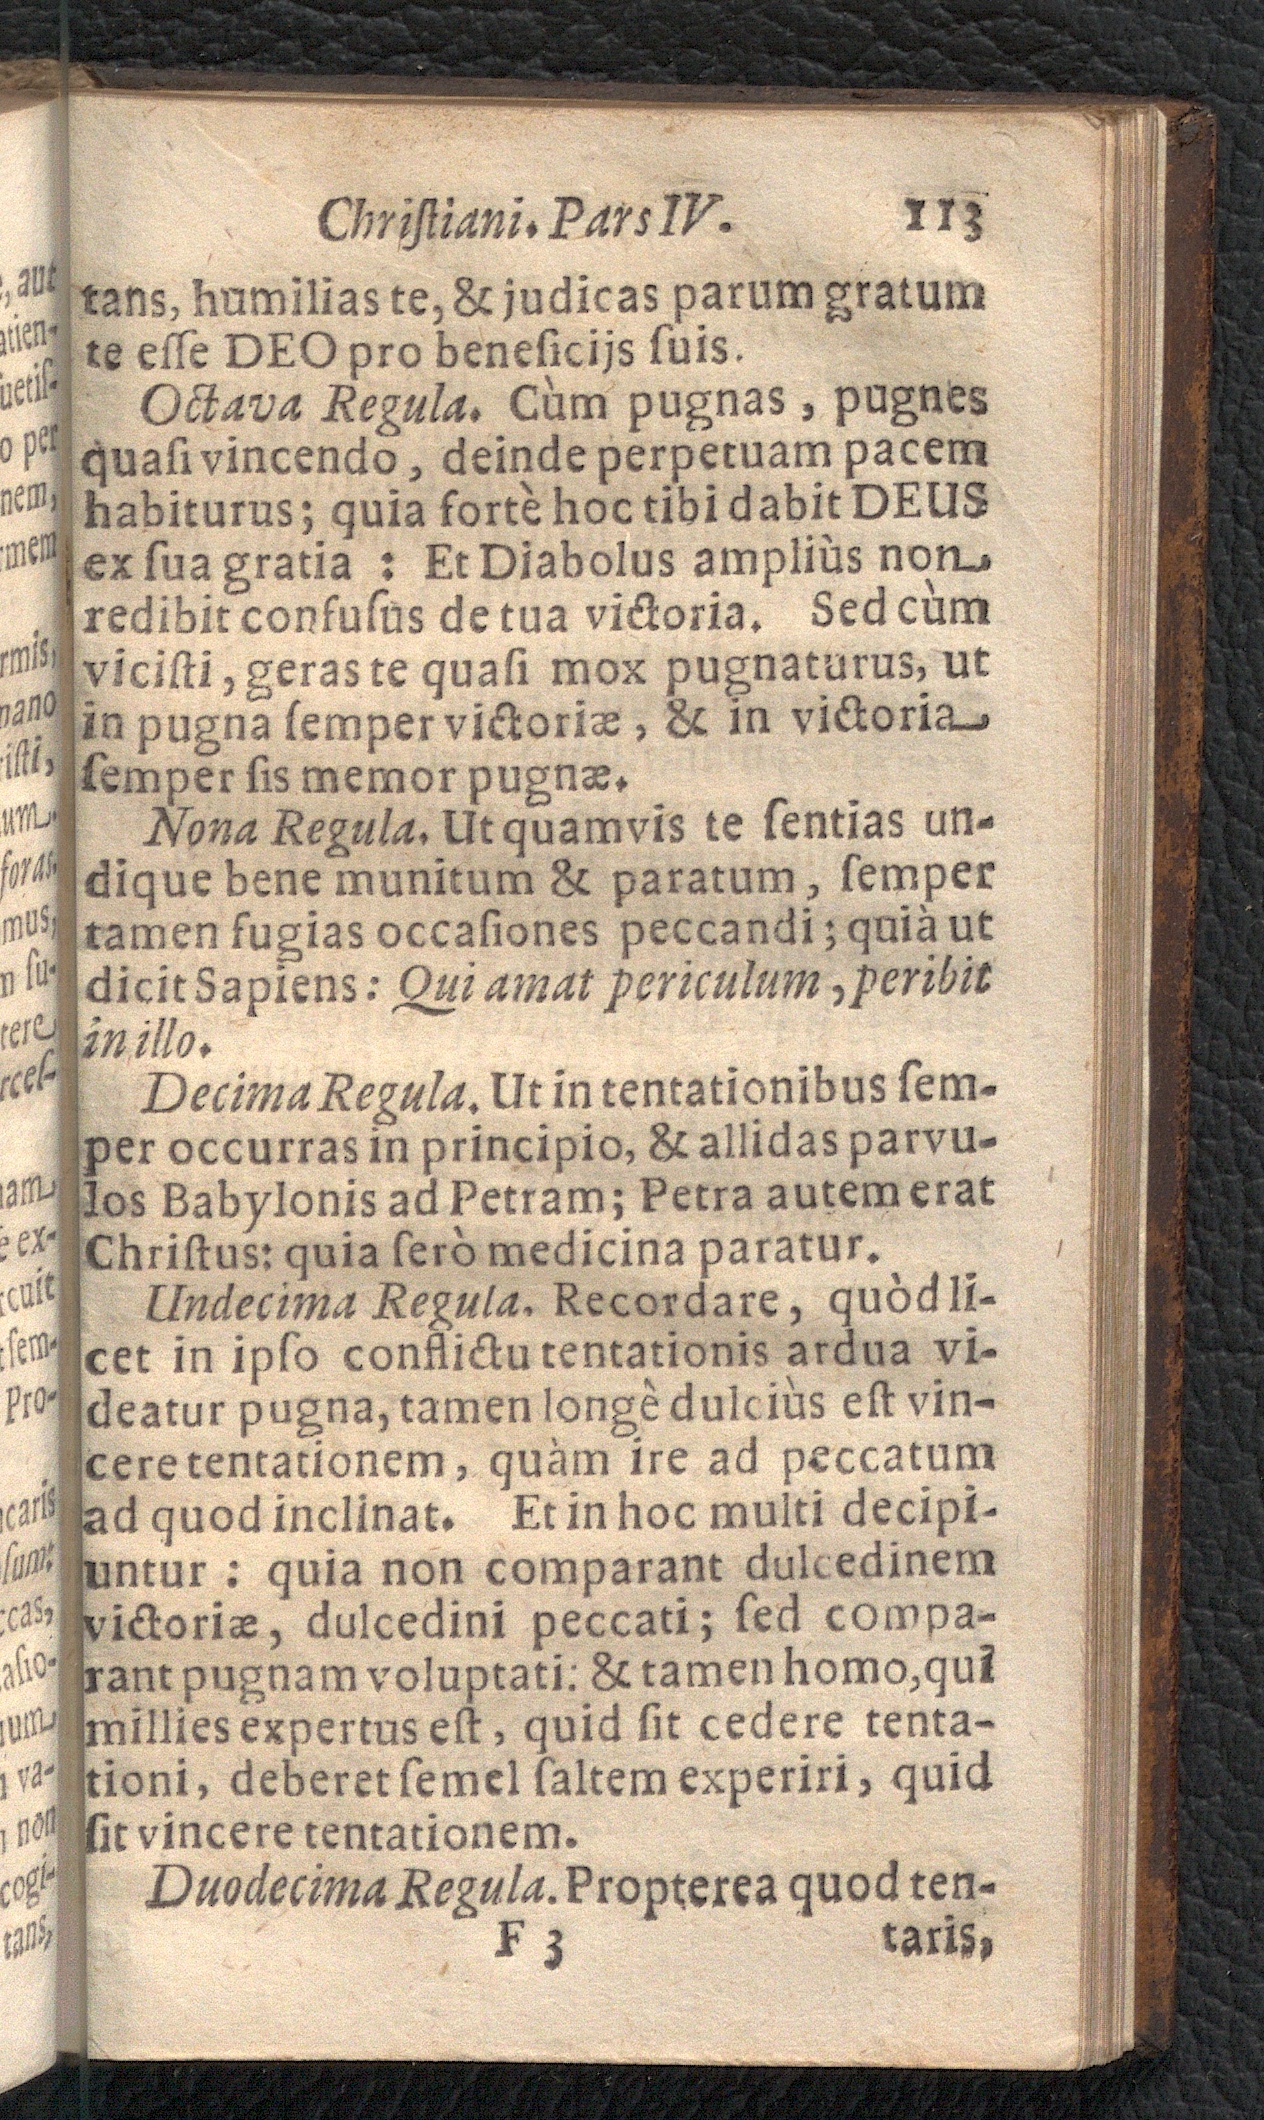 Chriſtiani. Pars IV. 113
tans, humilias te, & judicas parum gratum
te eſſe DEO pro beneficijs ſuis.
Octava Regula. Cùm pugnas, pugnes
quaſi vincendo, deinde perpetuam pacem
habiturus; quia fortè hoc tibi dabit DEUS
ex ſua gratia : Et Diabolus ampliùs non
redibit confuſus de tua victoria. Sed cùm
viciſti, geras te quaſi mox pugnaturus, ut
in pugna ſemper victoriæ, & in victoria
ſemper ſis memor pugnæ.
Nona Regula. Ut quamvis te ſentias un-
dique bene munitum & paratum, ſemper
tamen fugias occaſiones peccandi; quià ut
dicit Sapiens: Qui amat periculum, peribit
in illo.
Decima Regula. Ut in tentationibus ſem-
per occurras in principio, & allidas parvu-
los Babylonis ad Petram; Petra autem erat
Chriſtus: quia ſerò medicina paratur.
Undecima Regula. Recordare, quòd li-
cet in ipſo conflictu tentationis ardua vi-
deatur pugna, tamen longè dulciùs eſt vin-
cere tentationem, quàm ire ad peccatum
ad quod inclinat. Et in hoc multi decipi-
untur : quia non comparant dulcedinem
victoriæ, dulcedini peccati; ſed compa-
rant pugnam voluptati: & tamen homo, qui
millies expertus eſt, quid ſit cedere tenta-
tioni, deberet ſemel ſaltem experiri, quid
ſit vincere tentationem.
Duodecima Regula. Propterea quod ten-
F 3 taris,